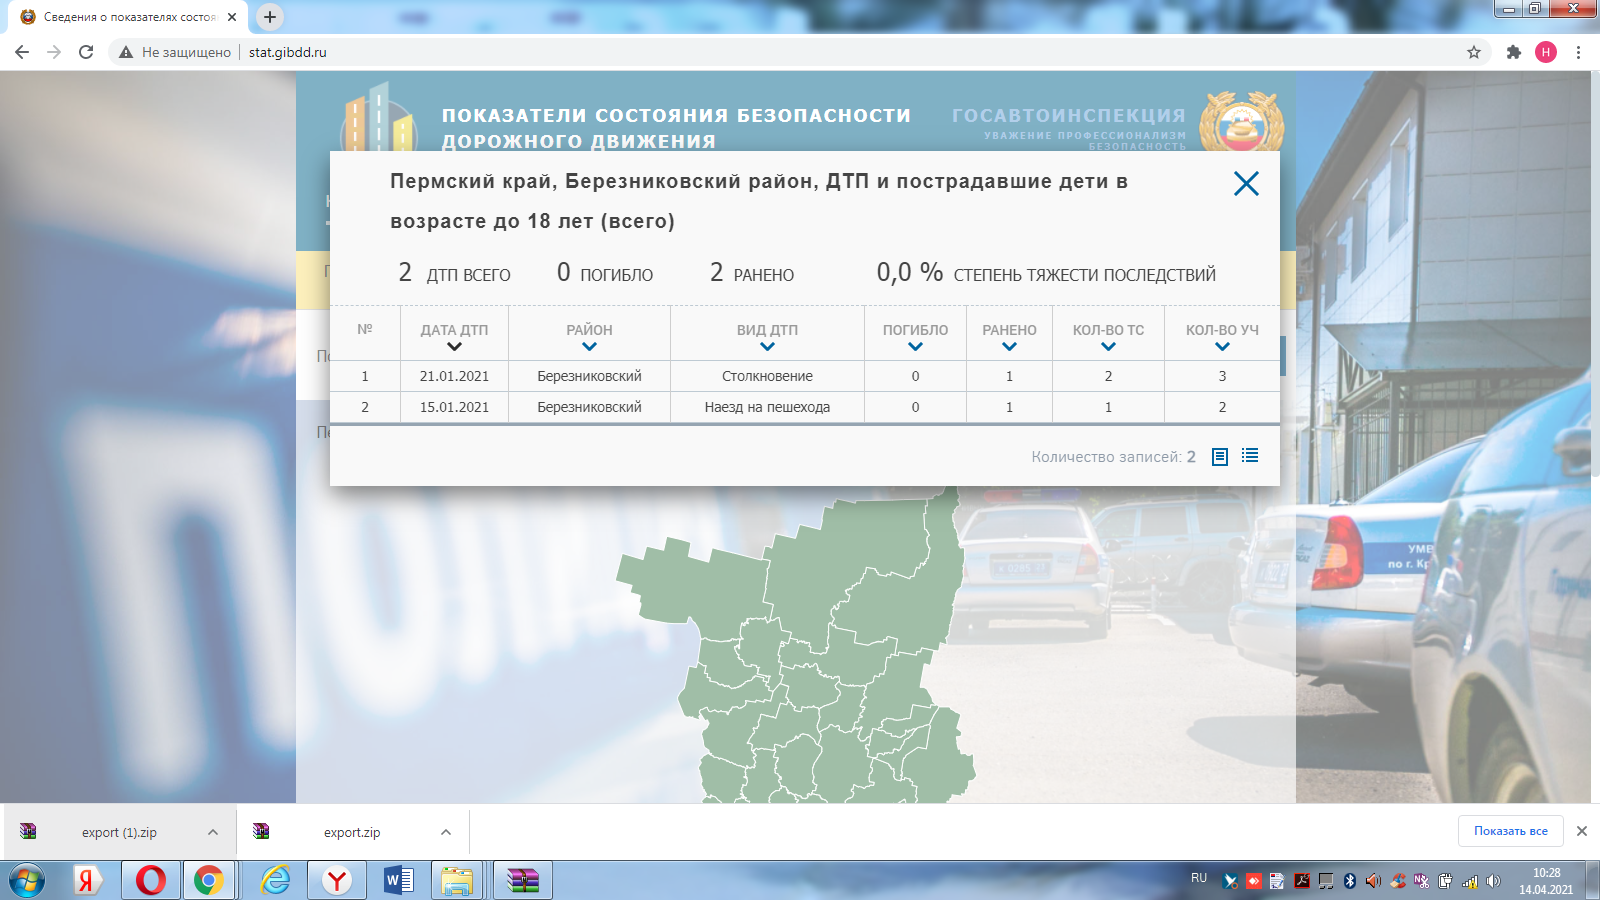 Сведения о показателях состоя
Не защищено
stat.gibdd.ru
Н
ПОКАЗАТЕЛИ СОСТОЯНИЯ БЕЗОПАСНОСТИ
ДОРОЖНОГО ДВИЖЕНИЯ
ГОСАВТОИНСПЕКЦИЯ
УВАЖЕНИЕ ПРОФЕССИОНАЛИЗМ
БЕЗОПАСНОСТЬ
Пермский край, Березниковский район, ДТП и пострадавшие дети в
возрасте до 18 лет (всего)
2 ДТП ВСЕГО 0 ПОГИБЛО 2 РАНЕНО 0,0 % СТЕПЕНЬ ТЯЖЕСТИ ПОСЛЕДСТВИЙ
№ ДАТА ДТП РАЙОН ВИД ДТП ПОГИБЛО РАНЕНО КОЛ-ВО ТС КОЛ-ВО УЧ
1 21.01.2021 Березниковский Столкновение 0 1 2 3
2 15.01.2021 Березниковский Наезд на пешехода 0 1 1 2
Количество записей: 2
УМВ
по г. Кр
export (1).zip
export.zip
Показать все
RU
10:28
14.04.2021